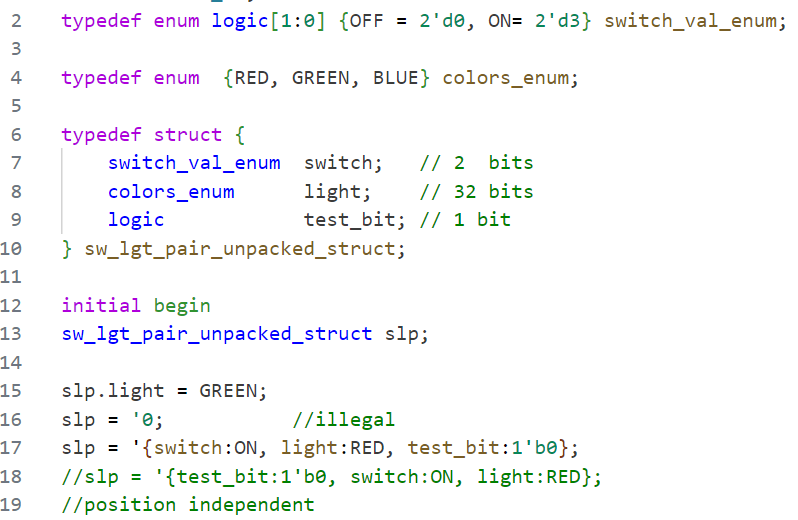 2 typedef enum logic[1:0] {OFF = 2'd0, ON= 2'd3} switch_val_enum;
3
4 typedef enum  {RED, GREEN, BLUE} colors_enum;
5
6 typedef struct {
7     switch_val_enum  switch;   // 2  bits
8     colors_enum      light;    // 32 bits
9     logic            test_bit; // 1 bit
10 } sw_lgt_pair_unpacked_struct;
11
12 initial begin
13 sw_lgt_pair_unpacked_struct slp;
14
15 slp.light = GREEN;
16 slp = '0;           //illegal
17 slp = '{switch:ON, light:RED, test_bit:1'b0};
18 //slp = '{test_bit:1'b0, switch:ON, light:RED};
19 //position independent